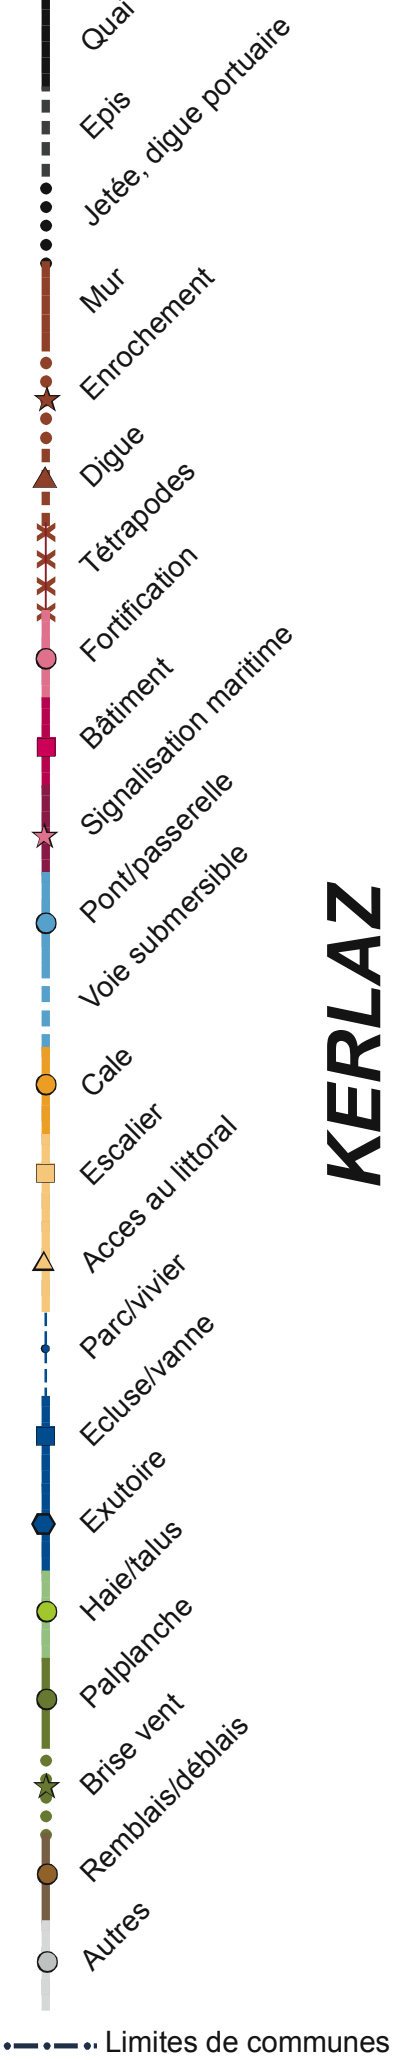 Quai
Epis
Jetée, digue portuaire
Mur
Enrochement
Digue
Tétrapodes
Fortification
Bâtiment
Signalisation maritime
Pont/passerelle
Voie submersible
Cale
Escalier
Acces au littoral
Parc/vivier
Ecluse/vanne
Exutoire
Haie/talus
Palplanche
Brise vent
Remblais/déblais
Autres
Limites de communes
KERLAZ